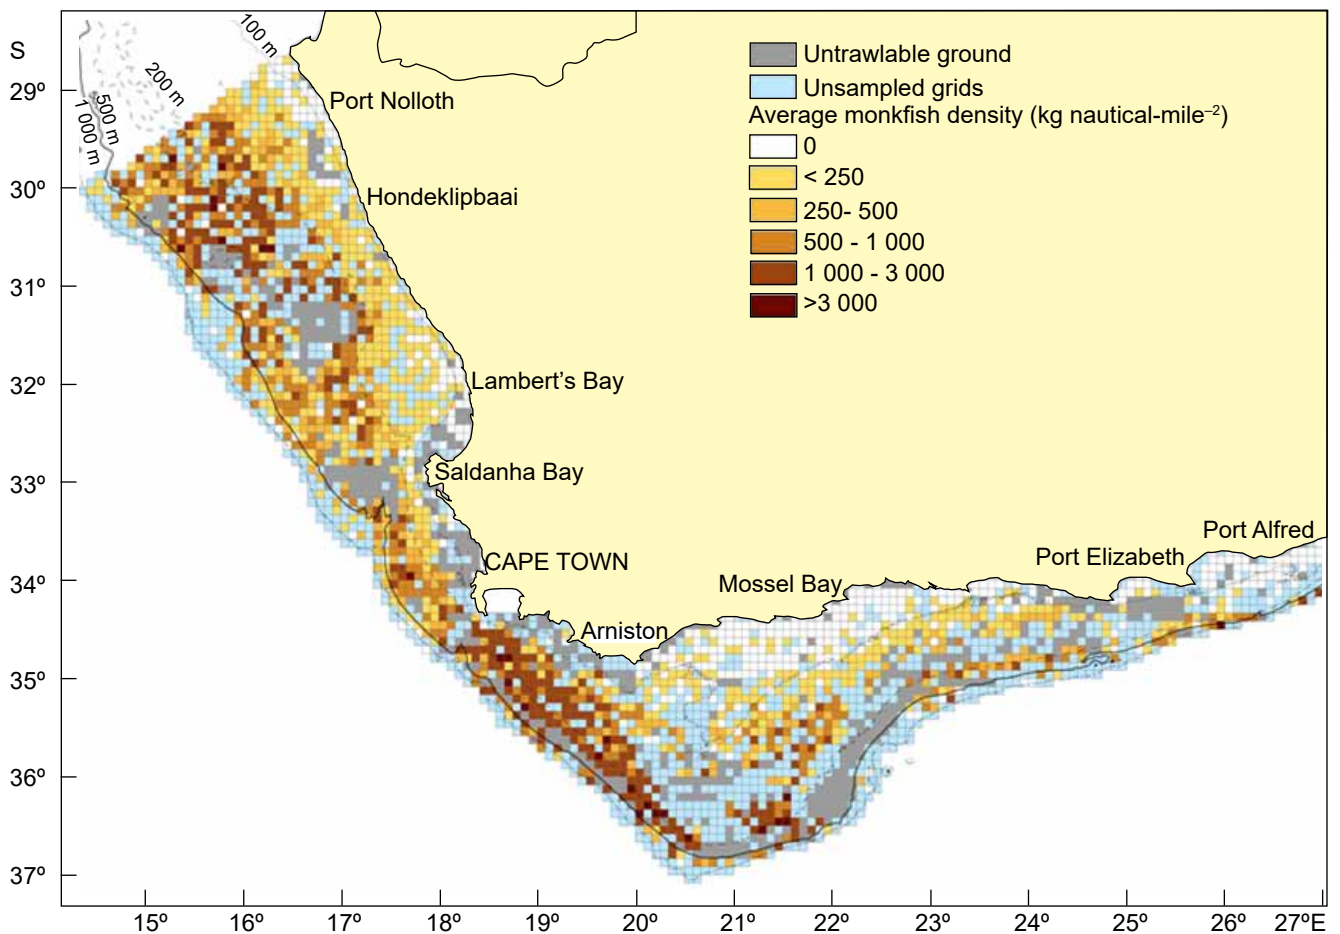 S
29º
30º
31º
32º
33º
34º
35º
36º
37º
100 m
200 m
500 m
1 000 m
Port Nolloth
Hondeklipbaai
Lambert’s Bay
Saldanha Bay
CAPE TOWN
Arniston
Mossel Bay
Port Elizabeth
Port Alfred
Untrawlable ground
Unsampled grids
Average monkfish density (kg nautical-mile⁻²)
0
< 250
250- 500
500 - 1 000
1 000 - 3 000
>3 000
15º 16º 17º 18º 19º 20º 21º 22º 23º 24º 25º 26º 27ºE